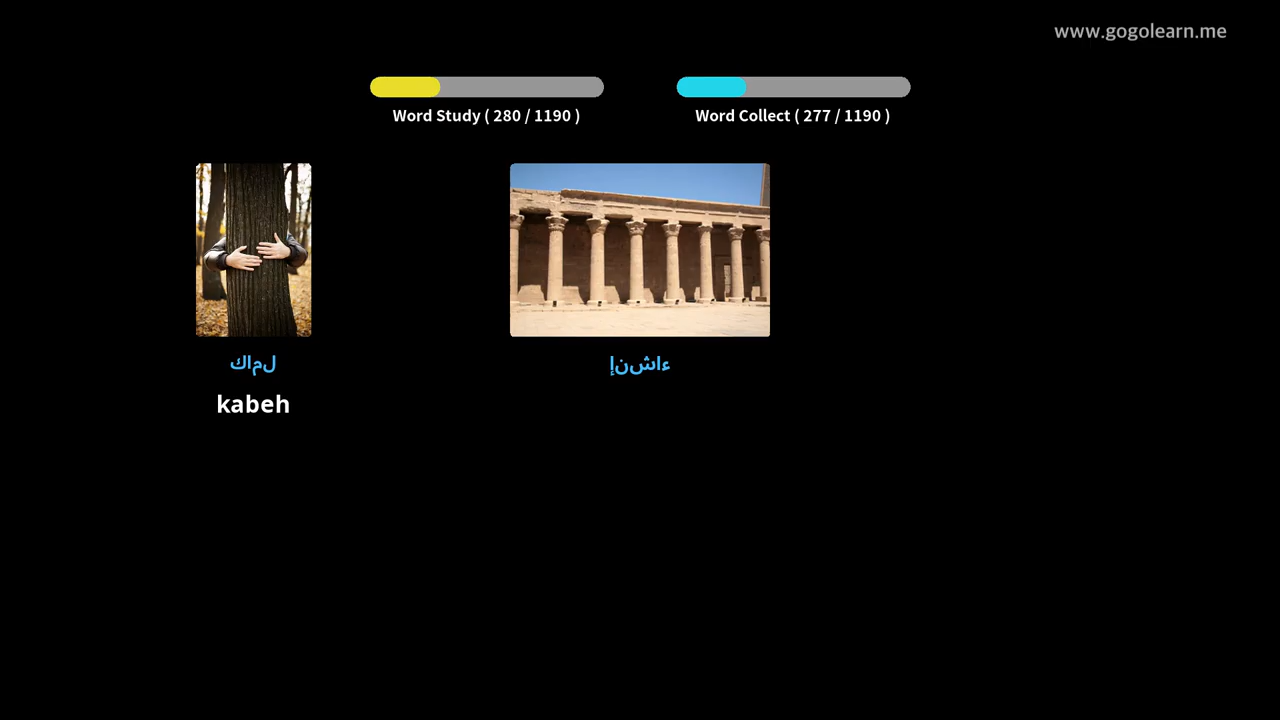 www.gogolearn.me
Word Study ( 280 / 1190 )
Word Collect ( 277 / 1190 )
لماك
kabeh
ءاشنإ